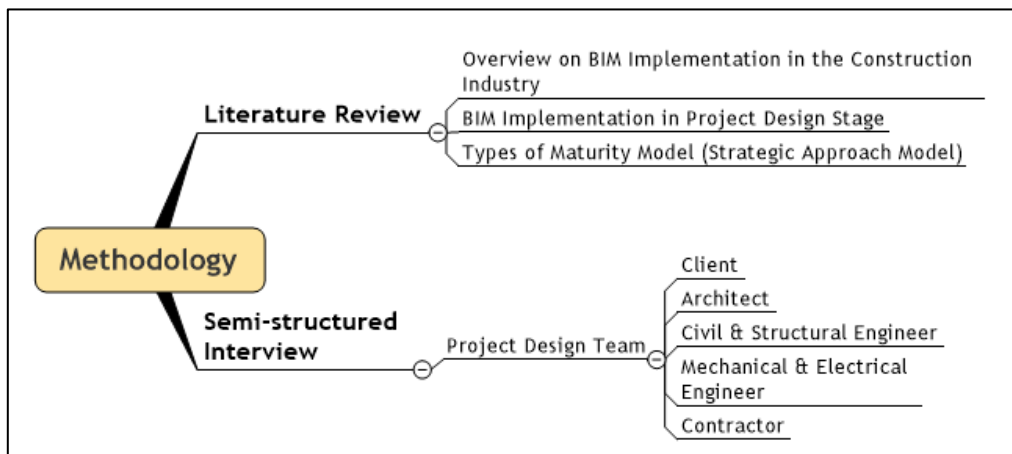 Overview on BIM Implementation in the Construction
Industry
Literature Review
BIM Implementation in Project Design Stage
Types of Maturity Model (Strategic Approach Model)
Methodology
Client
Architect
Semi-structured
Interview
Project Design Team
Civil & Structural Engineer
Mechanical & Electrical
Engineer
Contractor